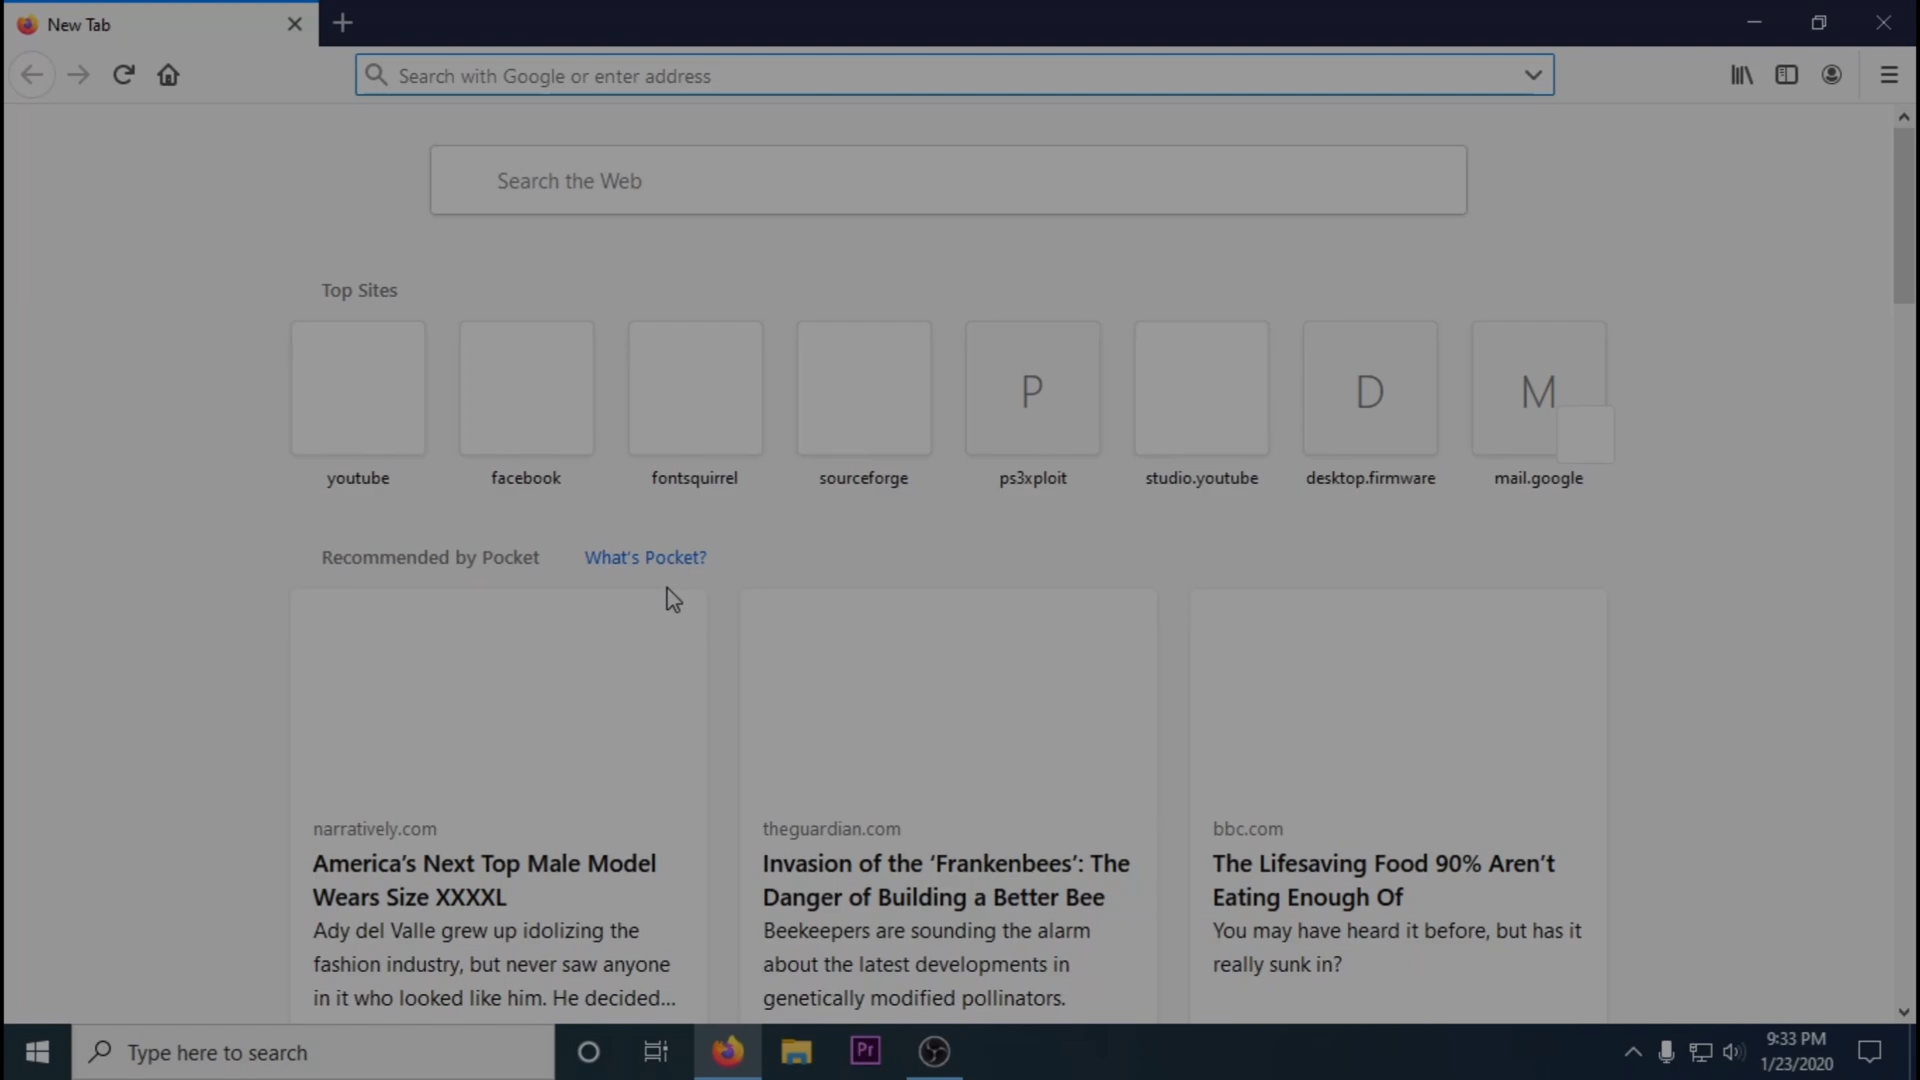 New Tab
Search with Google or enter address
Search the Web
Top Sites
P
D
M
youtube
facebook
fontsquirrel
sourceforge
ps3xploit
studio.youtube
desktop.firmware
mail.google
Recommended by Pocket What's Pocket?
narratively.com
America’s Next Top Male Model
Wears Size XXXXL
Ady del Valle grew up idolizing the
fashion industry, but never saw anyone
in it who looked like him. He decided...
theguardian.com
Invasion of the ‘Frankenbees’: The
Danger of Building a Better Bee
Beekeepers are sounding the alarm
about the latest developments in
genetically modified pollinators.
bbc.com
The Lifesaving Food 90% Aren’t
Eating Enough Of
You may have heard it before, but has it
really sunk in?
Type here to search
Pr
9:33 PM
1/23/2020